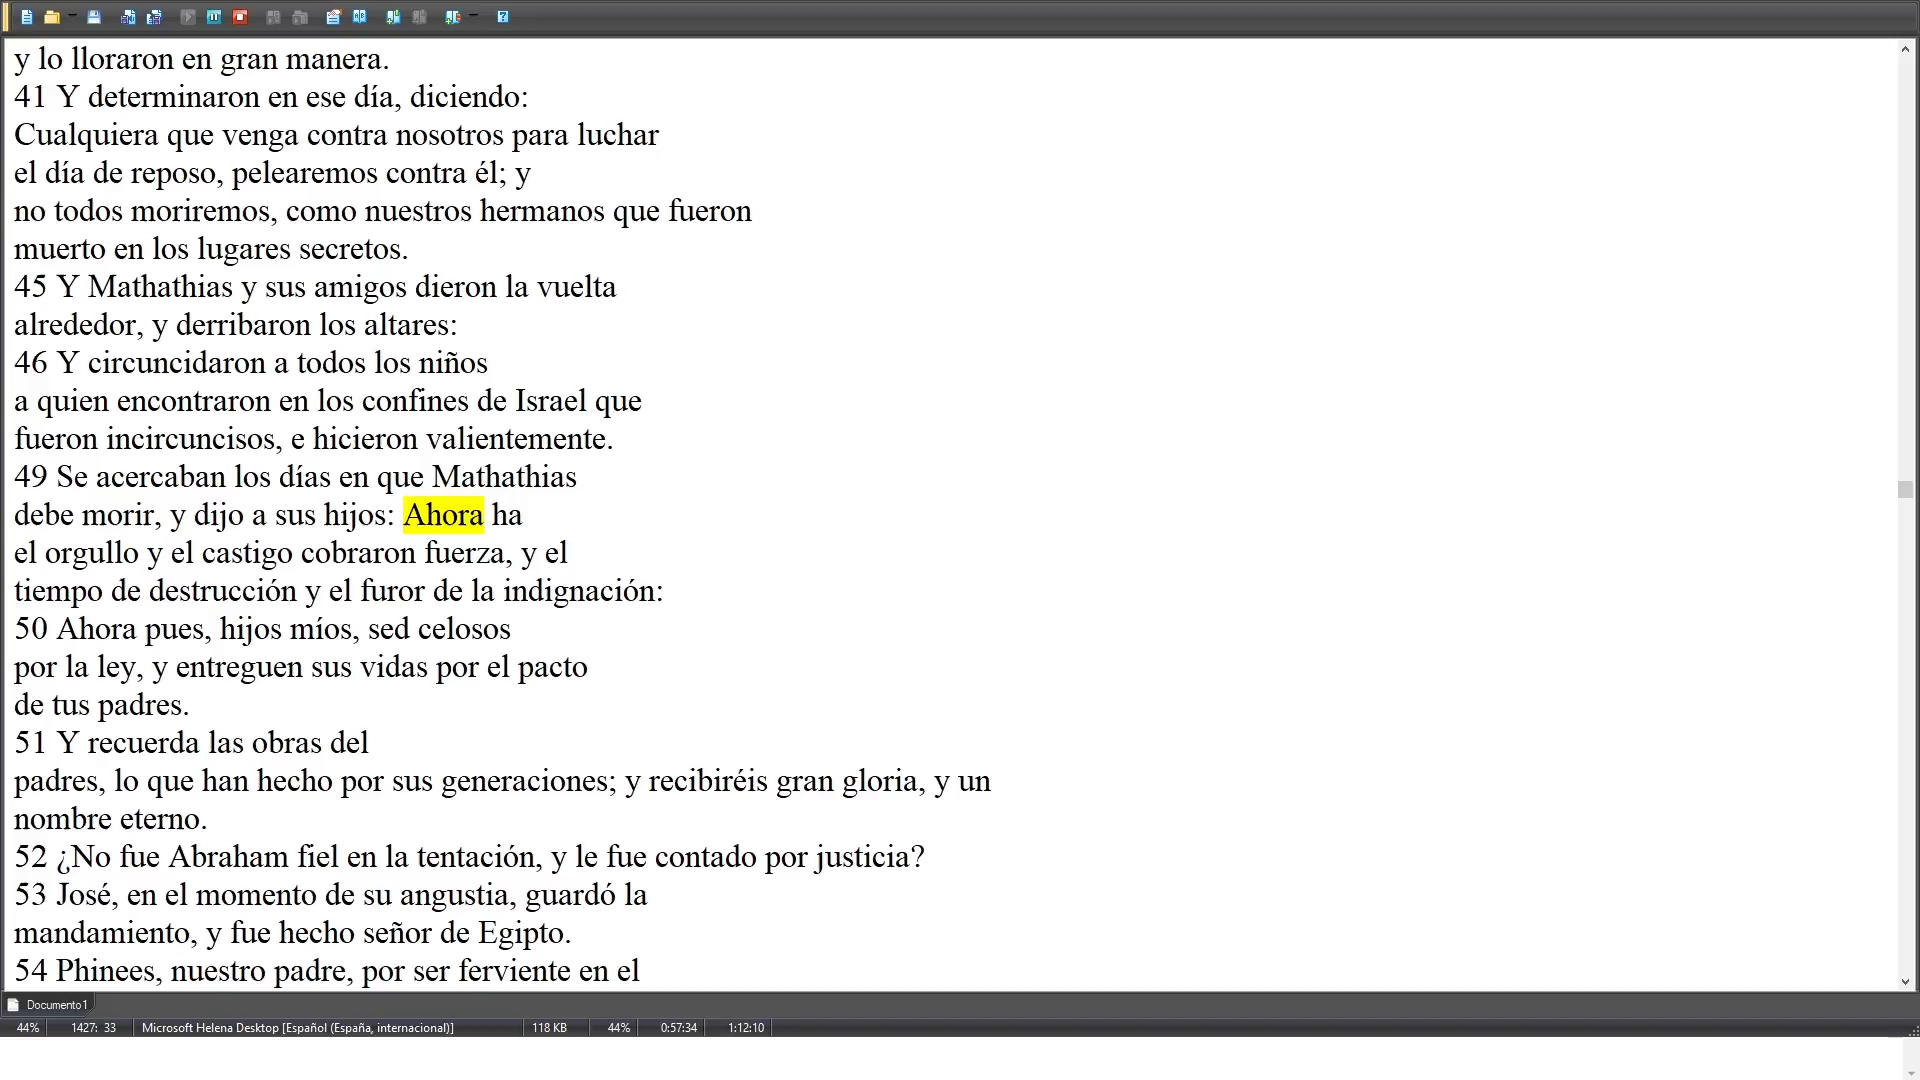 y lo lloraron en gran manera.
41 Y determinaron en ese día, diciendo:
Cualquiera que venga contra nosotros para luchar
el día de reposo, pelearemos contra él; y
no todos moriremos, como nuestros hermanos que fueron
muerto en los lugares secretos.
45 Y Mathathias y sus amigos dieron la vuelta
alrededor, y derribaron los altares:
46 Y circuncidaron a todos los niños
a quien encontraron en los confines de Israel que
fueron incircuncisos, e hicieron valientemente.
49 Se acercaban los días en que Mathathias
debe morir, y dijo a sus hijos: Ahora ha
el orgullo y el castigo cobraron fuerza, y el
tiempo de destrucción y el furor de la indignación:
50 Ahora pues, hijos míos, sed celosos
por la ley, y entreguen sus vidas por el pacto
de tus padres.
51 Y recuerda las obras del
padres, lo que han hecho por sus generaciones; y recibiréis gran gloria, y un
nombre eterno.
52 ¿No fue Abraham fiel en la tentación, y le fue contado por justicia?
53 José, en el momento de su angustia, guardó la
mandamiento, y fue hecho señor de Egipto.
54 Phinees, nuestro padre, por ser ferviente en el
Documento1
44% 1427: 33 Microsoft Helena Desktop [Español (España, internacional)] 118 KB 44% 0:57:34 1:12:10